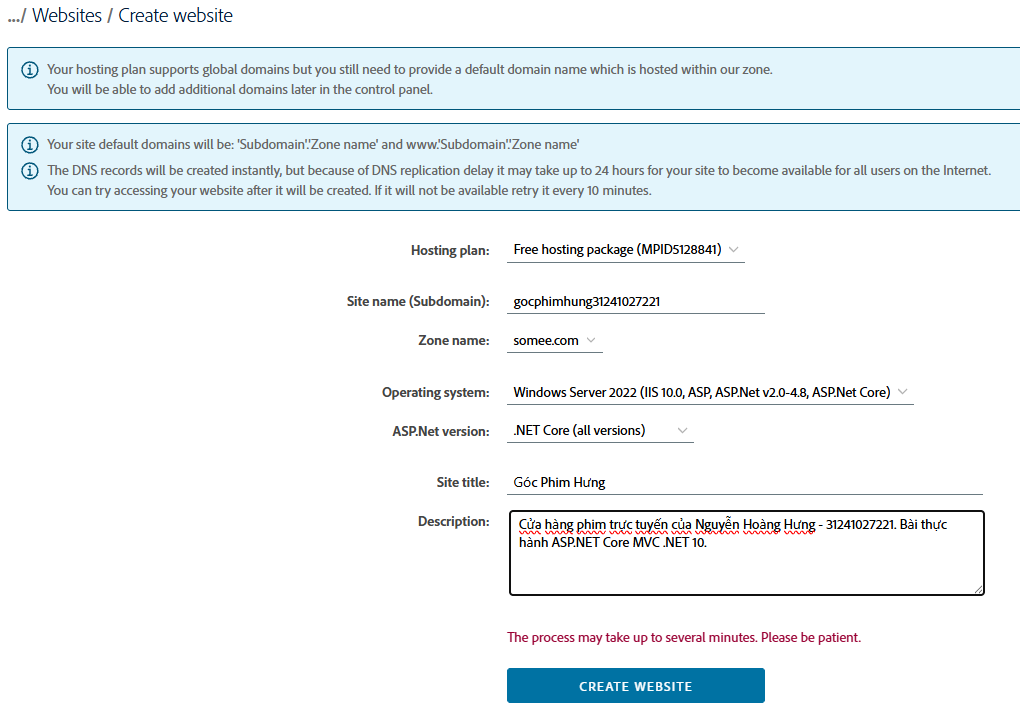 .../ Websites / Create website
Your hosting plan supports global domains but you still need to provide a default domain name which is hosted within our zone.
You will be able to add additional domains later in the control panel.
Your site default domains will be: 'Subdomain'.'Zone name' and www.'Subdomain'.'Zone name'
The DNS records will be created instantly, but because of DNS replication delay it may take up to 24 hours for your site to become available for all users on the Internet.
You can try accessing your website after it will be created. If it will not be available retry it every 10 minutes.
Hosting plan: Free hosting package (MPID5128841)
Site name (Subdomain): gocphimhung31241027221
Zone name: somee.com
Operating system: Windows Server 2022 (IIS 10.0, ASP, ASP.Net v2.0-4.8, ASP.Net Core)
ASP.Net version: .NET Core (all versions)
Site title: Góc Phim Hưng
Description: Cửa hàng phim trực tuyến của Nguyễn Hoàng Hưng - 31241027221. Bài thực
hành ASP.NET Core MVC .NET 10.
The process may take up to several minutes. Please be patient.
CREATE WEBSITE